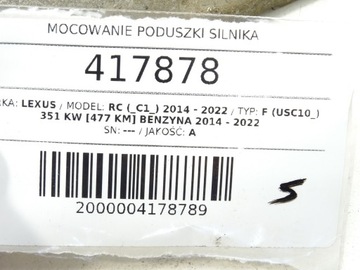 MOCOWANIE PODUSZKI SILNIKA
417878
KA: LEXUS / MODEL: RC (_C1_) 2014 - 2022 / TYP: F (USC10_)
351 KW [477 KM] BENZYNA 2014 - 2022
SN: --- / JAKOŚĆ: A
2000004178789
S